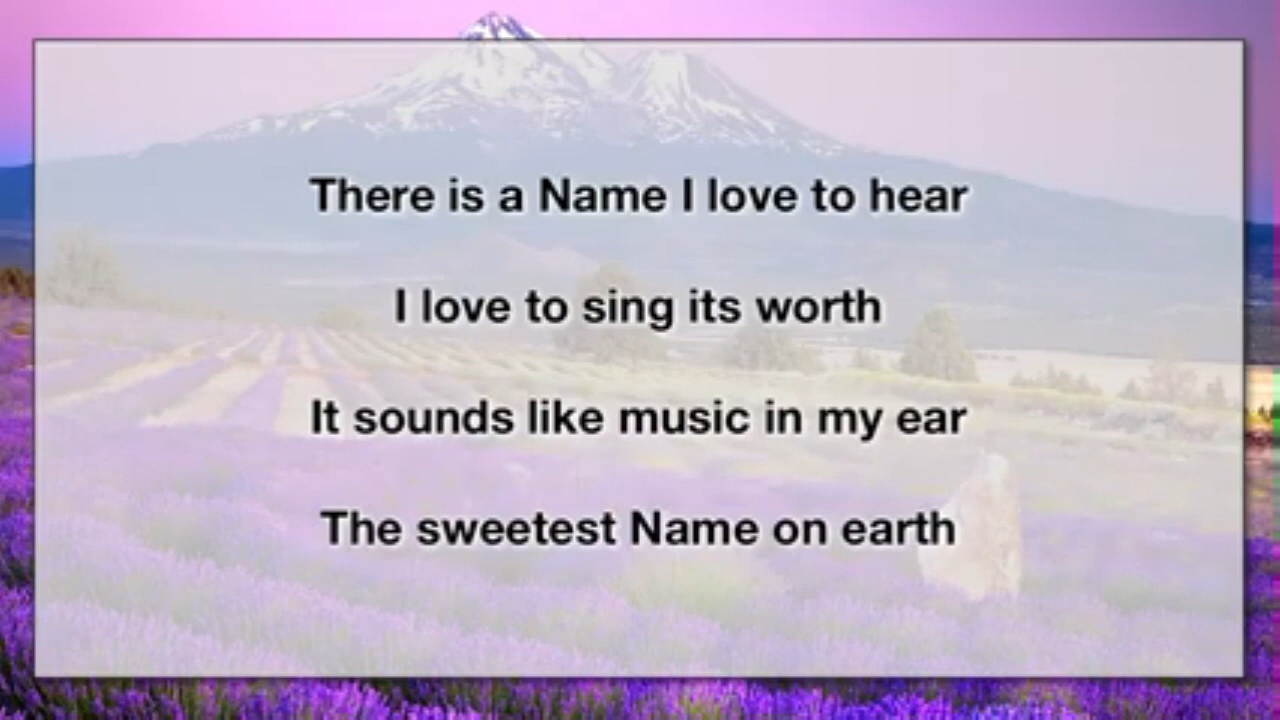 There is a Name I love to hear
I love to sing its worth
It sounds like music in my ear
The sweetest Name on earth